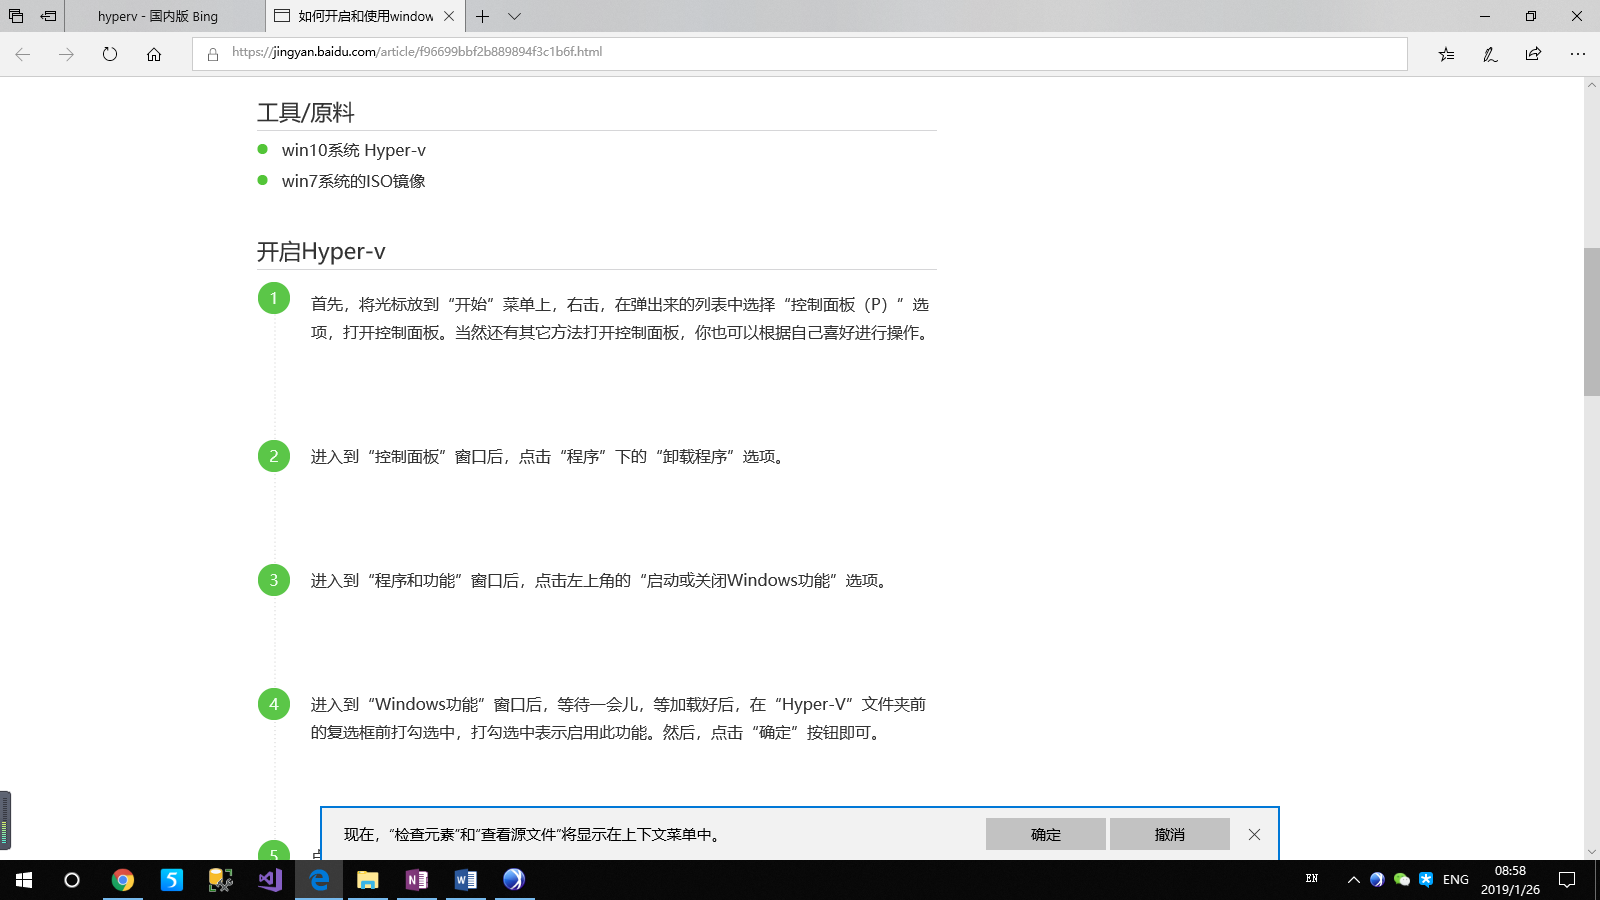 hyperv - 国内版 Bing
如何开启和使用window
https://jingyan.baidu.com/article/f96699bbf2b889894f3c1b6f.html
工具/原料
win10系统 Hyper-v
win7系统的ISO镜像
开启Hyper-v
1
首先，将光标放到“开始”菜单上，右击，在弹出来的列表中选择“控制面板（P）”选
项，打开控制面板。当然还有其它方法打开控制面板，你也可以根据自己喜好进行操作。
2
进入到“控制面板”窗口后，点击“程序”下的“卸载程序”选项。
3
进入到“程序和功能”窗口后，点击左上角的“启动或关闭Windows功能”选项。
4
进入到“Windows功能”窗口后，等待一会儿，等加载好后，在“Hyper-V”文件夹前
的复选框前打勾选中，打勾选中表示启用此功能。然后，点击“确定”按钮即可。
5
现在，“检查元素”和“查看源文件”将显示在上下文菜单中。
确定
撤消
EN
ENG
08:58
2019/1/26